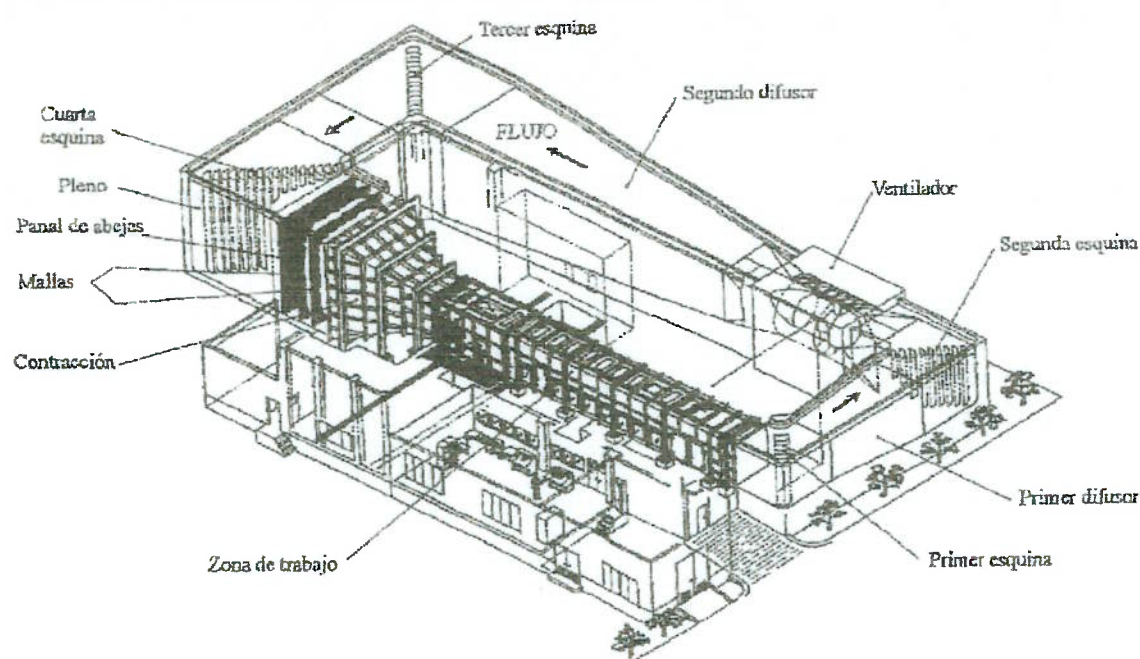 Tercer esquina
Segundo difusor
Cuarta
esquina
FLUJO
Pleno
Ventilador
Panal de abejas
Segunda esquina
Mallas
Contracción
Primer difusor
Zona de trabajo
Primer esquina